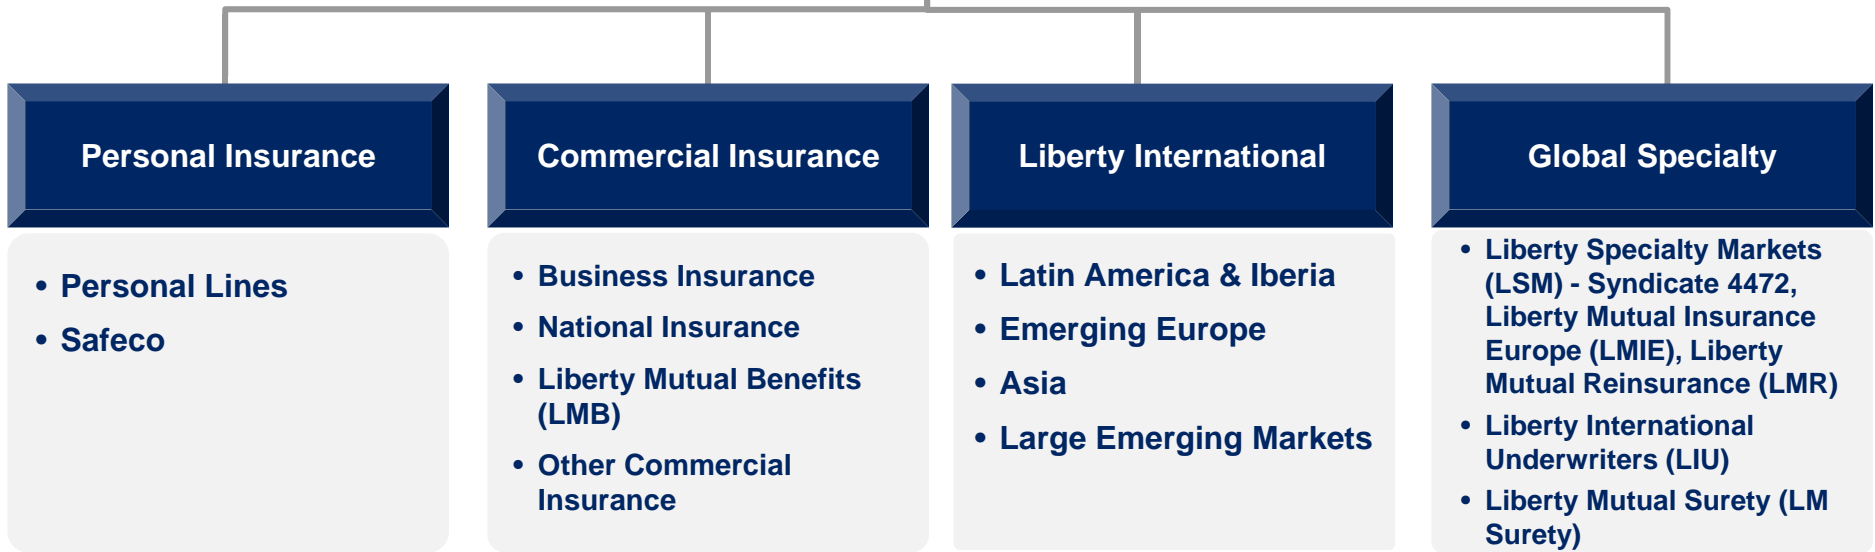 Personal Insurance
• Personal Lines
• Safeco
Commercial Insurance
• Business Insurance
• National Insurance
• Liberty Mutual Benefits
(LMB)
• Other Commercial
Insurance
Liberty International
• Latin America & Iberia
• Emerging Europe
• Asia
• Large Emerging Markets
Global Specialty
• Liberty Specialty Markets
(LSM) - Syndicate 4472,
Liberty Mutual Insurance
Europe (LMIE), Liberty
Mutual Reinsurance (LMR)
• Liberty International
Underwriters (LIU)
• Liberty Mutual Surety (LM
Surety)